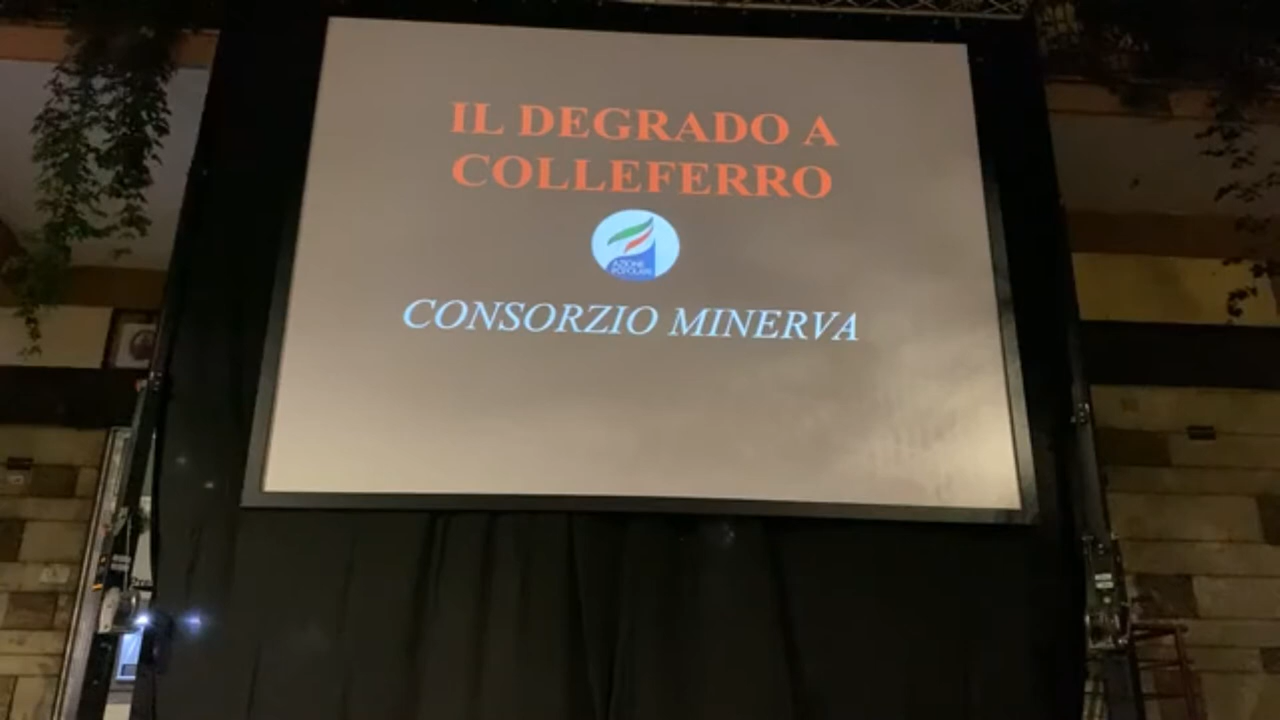 IL DEGRADO A
COLLEFERRO
AZIONE
POPOLARE
CONSORZIO MINERVA